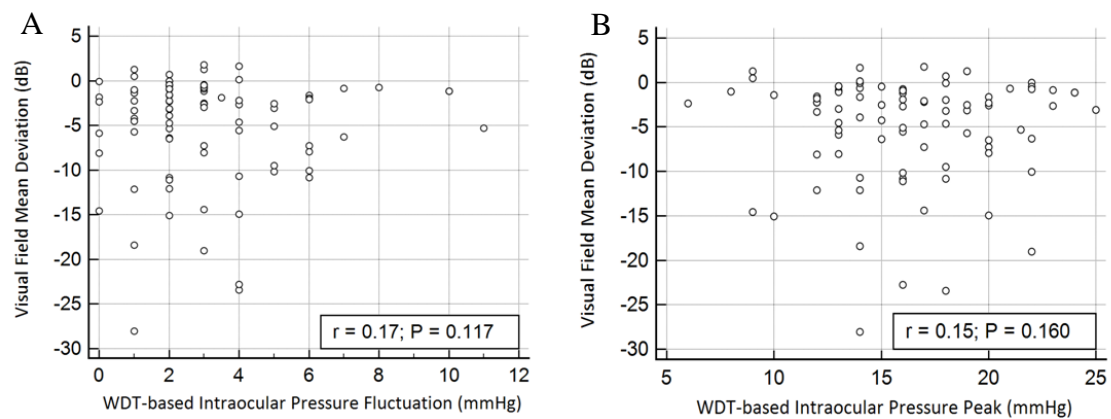 A
Visual Field Mean Deviation (dB)
5
0
-5
-10
-15
-20
-25
-30
r = 0.17; P = 0.117
0 2 4 6 8 10 12
WDT-based Intraocular Pressure Fluctuation (mmHg)
B
Visual Field Mean Deviation (dB)
5
0
-5
-10
-15
-20
-25
-30
r = 0.15; P = 0.160
5 10 15 20 25
WDT-based Intraocular Pressure Peak (mmHg)